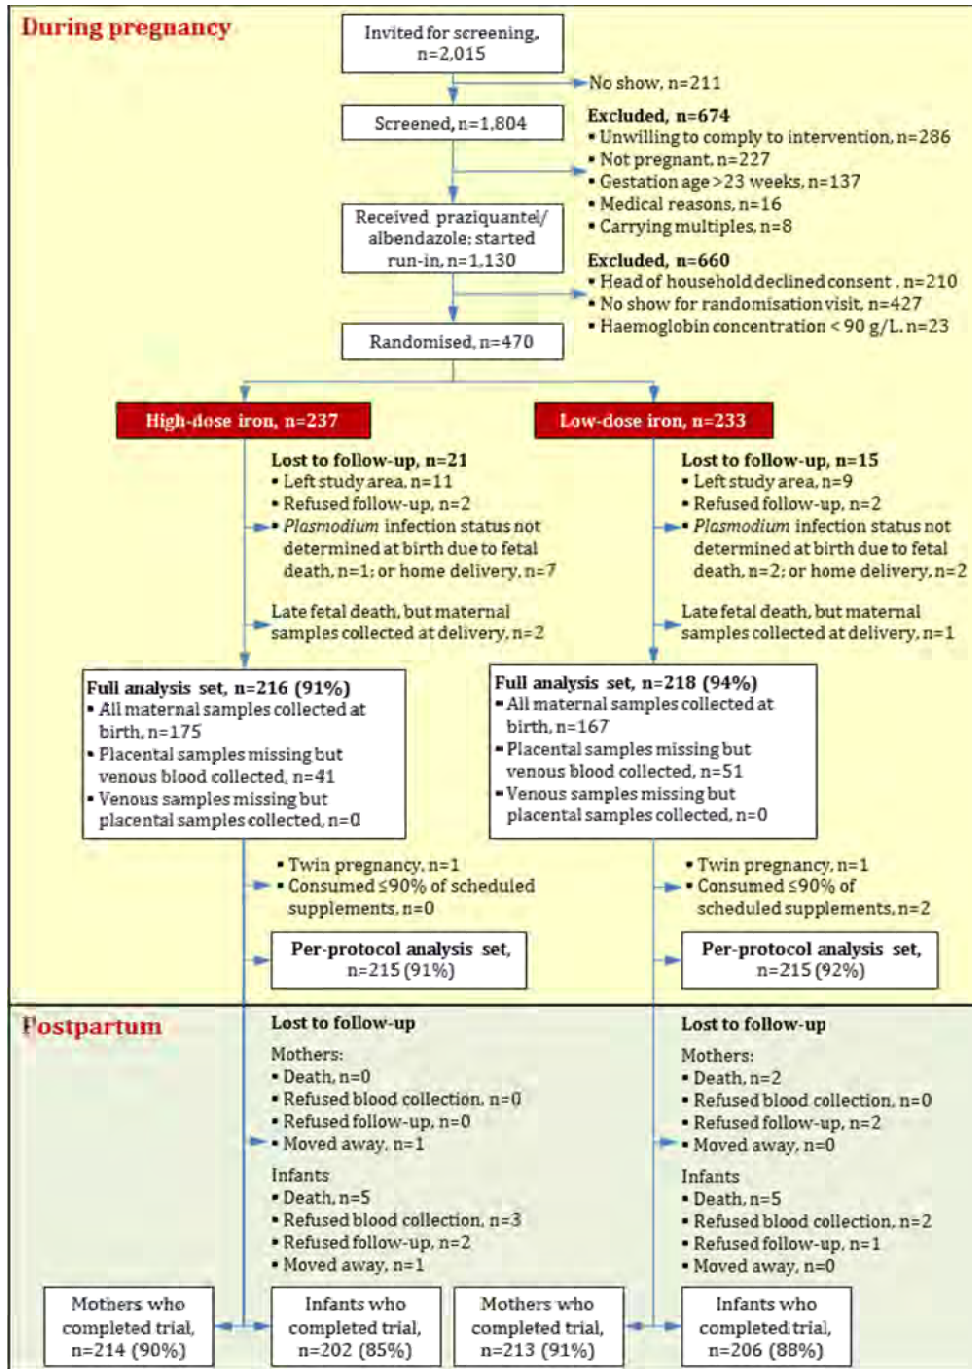 During pregnancy
Invited for screening,
n=2,015
No show, n=211
Screened, n=1,804
Excluded, n=674
▪ Unwilling to comply to intervention, n=286
▪ Not pregnant, n=227
▪ Gestation age >23 weeks, n=137
▪ Medical reasons, n=16
▪ Carrying multiples, n=8
Received praziquantel/
albendazole; started
run-in, n=1,130
Excluded, n=660
▪ Head of household declined consent , n=210
▪ No show for randomisation visit, n=427
▪ Haemoglobin concentration < 90 g/L, n=23
Randomised, n=470
High-dose iron, n=237
Low-dose iron, n=233
Lost to follow-up, n=21
▪ Left study area, n=11
▪ Refused follow-up, n=2
▪ Plasmodium infection status not
determined at birth due to fetal
death, n=1; or home delivery, n=7
Late fetal death, but maternal
samples collected at delivery, n=2
Lost to follow-up, n=15
▪ Left study area, n=9
▪ Refused follow-up, n=2
▪ Plasmodium infection status not
determined at birth due to fetal
death, n=2; or home delivery, n=2
Late fetal death, but maternal
samples collected at delivery, n=1
Full analysis set, n=216 (91%)
▪ All maternal samples collected at
birth, n=175
▪ Placental samples missing but
venous blood collected, n=41
▪ Venous samples missing but
placental samples collected, n=0
Full analysis set, n=218 (94%)
▪ All maternal samples collected at
birth, n=167
▪ Placental samples missing but
venous blood collected, n=51
▪ Venous samples missing but
placental samples collected, n=0
▪ Twin pregnancy, n=1
▪ Consumed ≤90% of scheduled
supplements, n=0
▪ Twin pregnancy, n=1
▪ Consumed ≤90% of
scheduled supplements, n=2
Per-protocol analysis set,
n=215 (91%)
Per-protocol analysis set,
n=215 (92%)
Postpartum
Lost to follow-up
Mothers:
▪ Death, n=0
▪ Refused blood collection, n=0
▪ Refused follow-up, n=0
▪ Moved away, n=1
Infants
▪ Death, n=5
▪ Refused blood collection, n=3
▪ Refused follow-up, n=2
▪ Moved away, n=1
Lost to follow-up
Mothers:
▪ Death, n=2
▪ Refused blood collection, n=0
▪ Refused follow-up, n=2
▪ Moved away, n=0
Infants
▪ Death, n=5
▪ Refused blood collection, n=2
▪ Refused follow-up, n=1
▪ Moved away, n=0
Mothers who
completed trial,
n=214 (90%)
Infants who
completed trial,
n=202 (85%)
Mothers who
completed trial,
n=213 (91%)
Infants who
completed trial,
n=206 (88%)